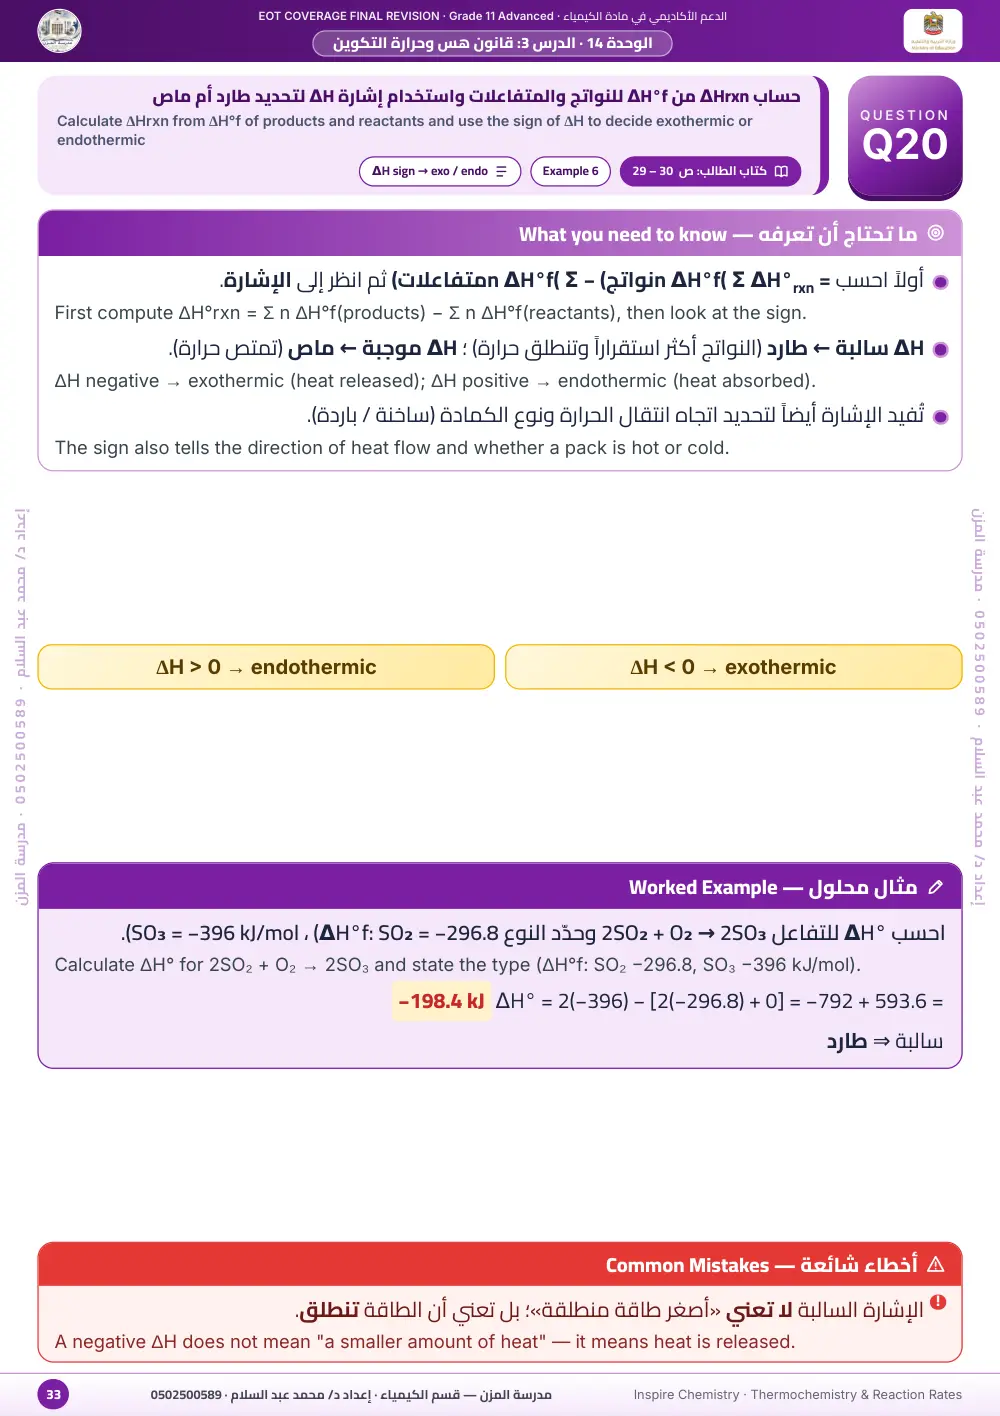 EOT COVERAGE FINAL REVISION · Grade 11 Advanced · الدعم الأكاديمي في مادة الكيمياء
الوحدة 14 · الدرس 3: قانون هس وحرارة التكوين
QUESTION
Q20
حساب ΔHrxn من ΔH°f للنواتج والمتفاعلات واستخدام إشارة ΔH لتحديد طارد أم ماص
Calculate ΔHrxn from ΔH°f of products and reactants and use the sign of ΔH to decide exothermic or
endothermic
كتاب الطالب: ص 30 – 29
Example 6
ΔH sign → exo / endo
ما تحتاج أن تعرفه — What you need to know
أولاً احسب ΔH°rxn = Σ n ΔH°f(نواتج) − Σ n ΔH°f(متفاعلات) ثم انظر إلى الإشارة.
First compute ΔH°rxn = Σ n ΔH°f(products) − Σ n ΔH°f(reactants), then look at the sign.
ΔH سالبة ← طارد (النواتج أكثر استقراراً وتنطلق حرارة) ؛ ΔH موجبة ← ماص (تمتص حرارة).
ΔH negative → exothermic (heat released); ΔH positive → endothermic (heat absorbed).
تُفيد الإشارة أيضاً لتحديد اتجاه انتقال الحرارة ونوع الكمادة (ساخنة / باردة).
The sign also tells the direction of heat flow and whether a pack is hot or cold.
ΔH < 0 → exothermic
ΔH > 0 → endothermic
مثال محلول — Worked Example
احسب ΔH° للتفاعل 2SO₂ + O₂ → 2SO₃ وحدّد النوع (ΔH°f: SO₂ = −296.8 ، SO₃ = −396 kJ/mol).
Calculate ΔH° for 2SO₂ + O₂ → 2SO₃ and state the type (ΔH°f: SO₂ −296.8, SO₃ −396 kJ/mol).
ΔH° = 2(−396) − [2(−296.8) + 0] = −792 + 593.6 = −198.4 kJ
سالبة ⇒ طارد
أخطاء شائعة — Common Mistakes
الإشارة السالبة لا تعني «أصغر طاقة منطلقة»؛ بل تعني أن الطاقة تنطلق.
A negative ΔH does not mean "a smaller amount of heat" — it means heat is released.
إعداد د/ محمد عبد السلام · 0502500589 · مدرسة المزن
إعداد د/ محمد عبد السلام · 0502500589 · مدرسة المزن
33
مدرسة المزن — قسم الكيمياء · إعداد د/ محمد عبد السلام · 0502500589
Inspire Chemistry · Thermochemistry & Reaction Rates